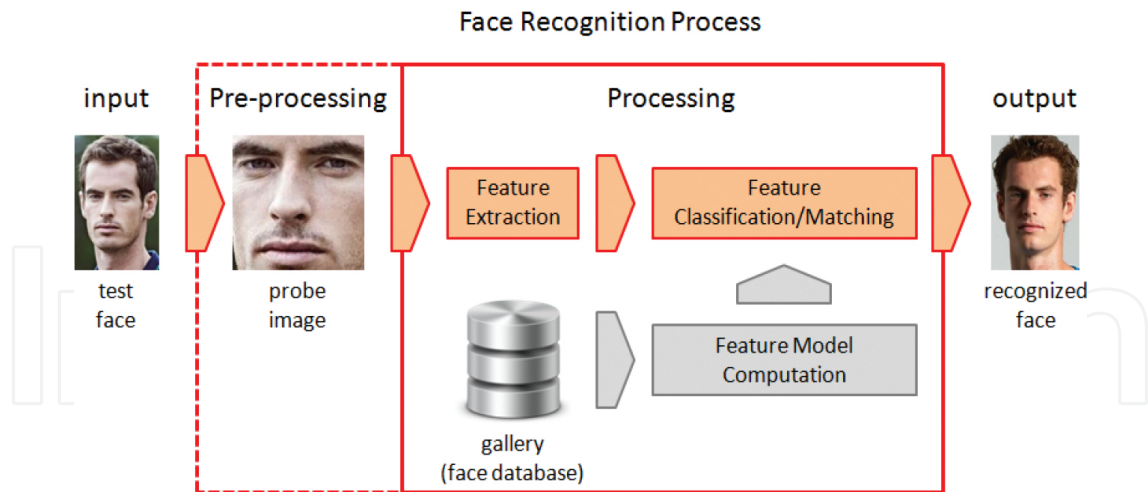 Face Recognition Process
input
Pre-processing
Processing
output
Feature
Extraction
Feature
Classification/Matching
test
face
probe
image
recognized
face
Feature Model
Computation
gallery
(face database)